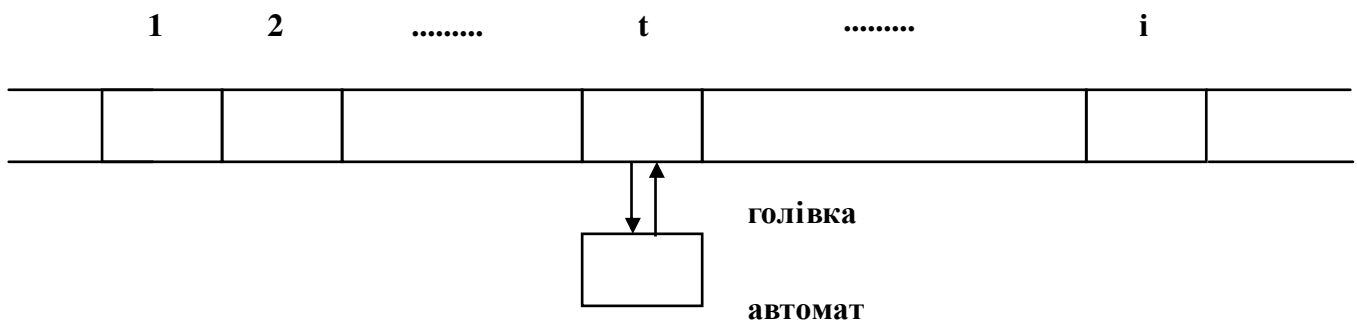 1 2 ......... t ......... i
голівка
автомат